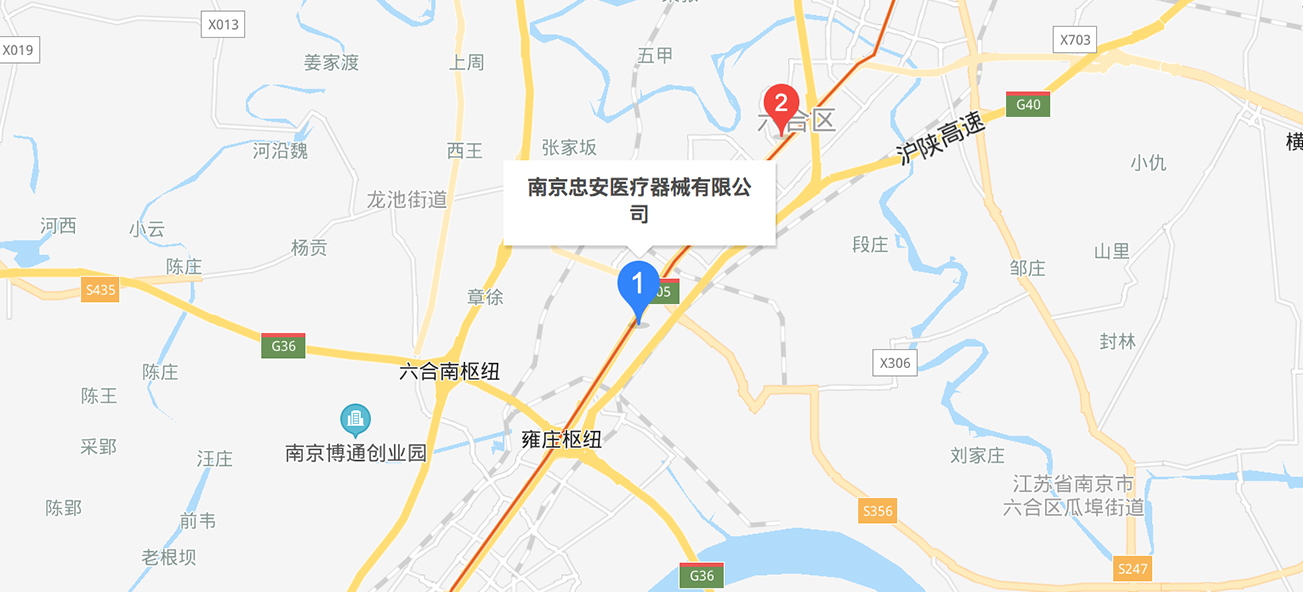 X013
X019
X703
姜家渡
上周
五甲
2
G40
六合区
沪陕高速
横
河沿魏
西王
张家坂
小仇
南京忠安医疗器械有限公
司
龙池街道
河西
小云
杨贡
段庄
山里
陈庄
邹庄
1
05
S435
章徐
G36
封林
X306
六合南枢纽
陈庄
陈王
采郢
南京博通创业园
雍庄枢纽
汪庄
刘家庄
江苏省南京市
六合区瓜埠街道
陈郢
前韦
S356
老根坝
G36
S247